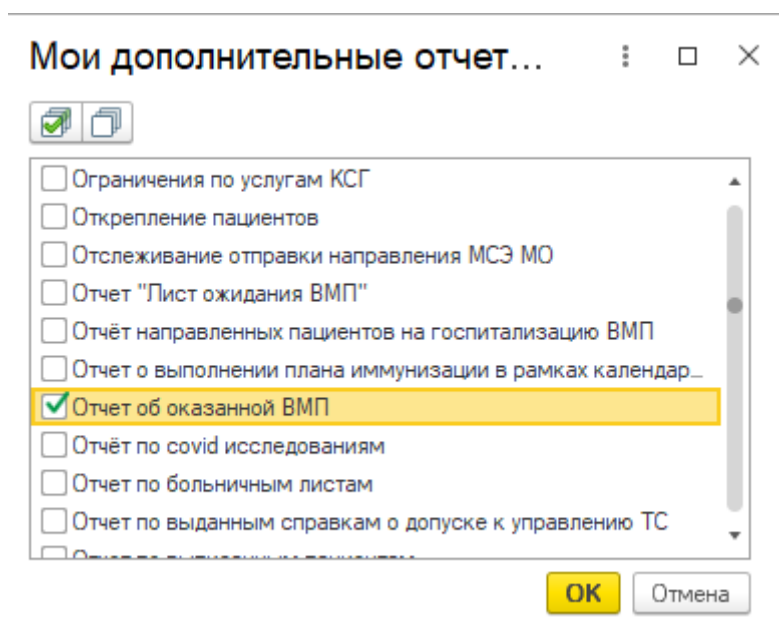 Мои дополнительные отчет...
Ограничения по услугам КСГ
Открепление пациентов
Отслеживание отправки направления МСЭ МО
Отчет "Лист ожидания ВМП"
Отчёт направленных пациентов на госпитализацию ВМП
Отчет о выполнении плана иммунизации в рамках календар...
Отчет об оказанной ВМП
Отчёт по covid исследованиям
Отчет по больничным листам
Отчет по выданным справкам о допуске к управлению ТС
OK Отмена